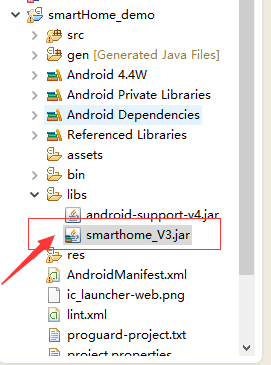 smartHome_demo
src
gen [Generated Java Files]
Android 4.4W
Android Private Libraries
Android Dependencies
Referenced Libraries
assets
bin
libs
android-support-v4.jar
smarthome_V3.jar
res
AndroidManifest.xml
ic_launcher-web.png
lint.xml
proguard-project.txt
project.properties